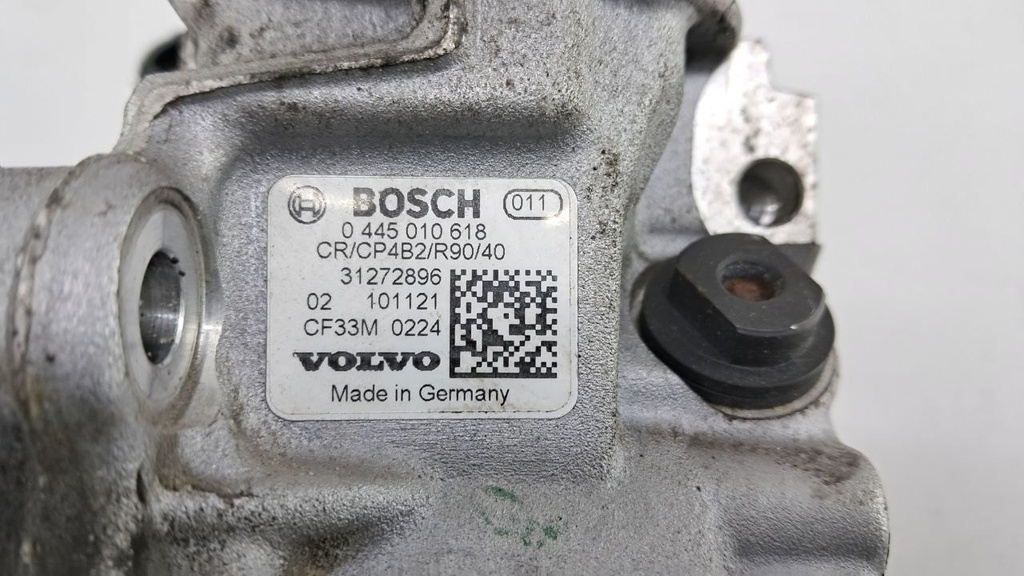 BOSCH 011
0 445 010 618
CR/CP4B2/R90/40
31272896
02 101121
CF33M 0224
VOLVO
Made in Germany